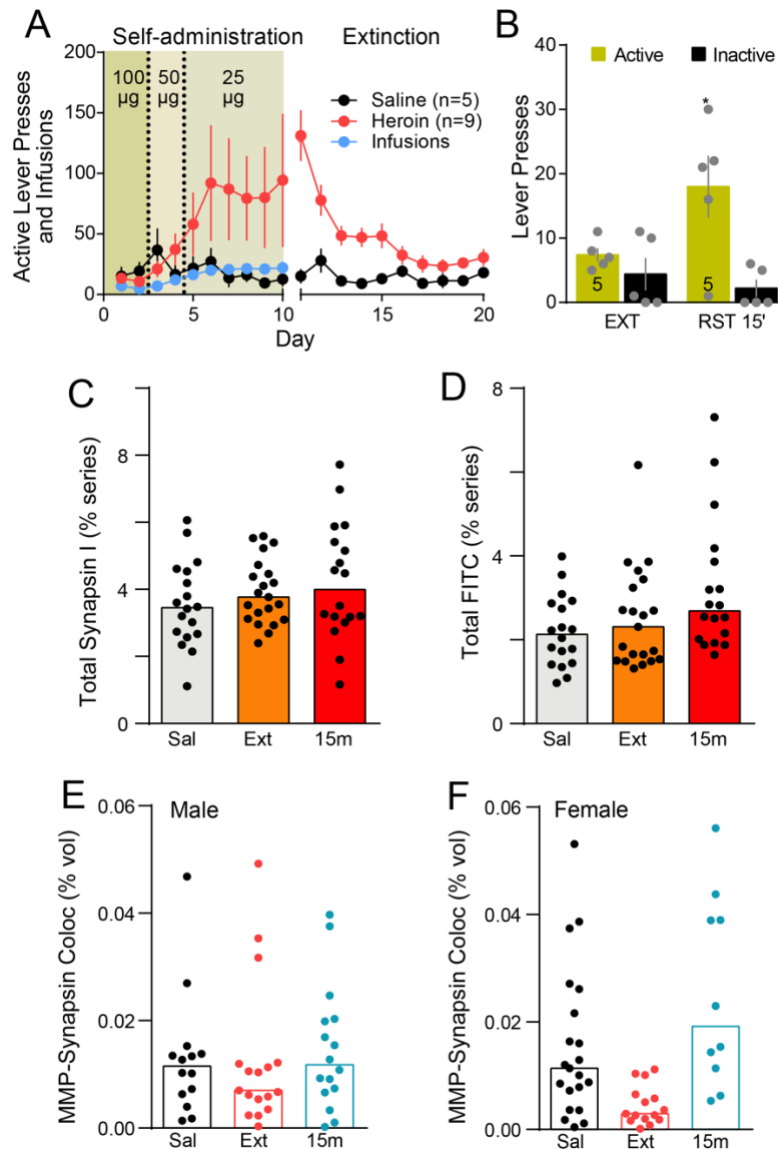 A
Self-administration
Extinction
200
150
100
50
0
100 µg
50 µg
25 µg
Saline (n=5)
Heroin (n=9)
Infusions
Active Lever Presses
and Infusions
0
5
10
15
20
Day
B
40
30
20
10
0
Active
Inactive
*
Lever Presses
5
5
EXT
RST 15'
C
8
4
0
Total Synapsin I (% series)
Sal
Ext
15m
D
8
4
0
Total FITC (% series)
Sal
Ext
15m
E
Male
0.06
0.04
0.02
0.00
MMP-Synapsin Coloc (% vol)
Sal
Ext
15m
F
Female
0.06
0.04
0.02
0.00
MMP-Synapsin Coloc (% vol)
Sal
Ext
15m